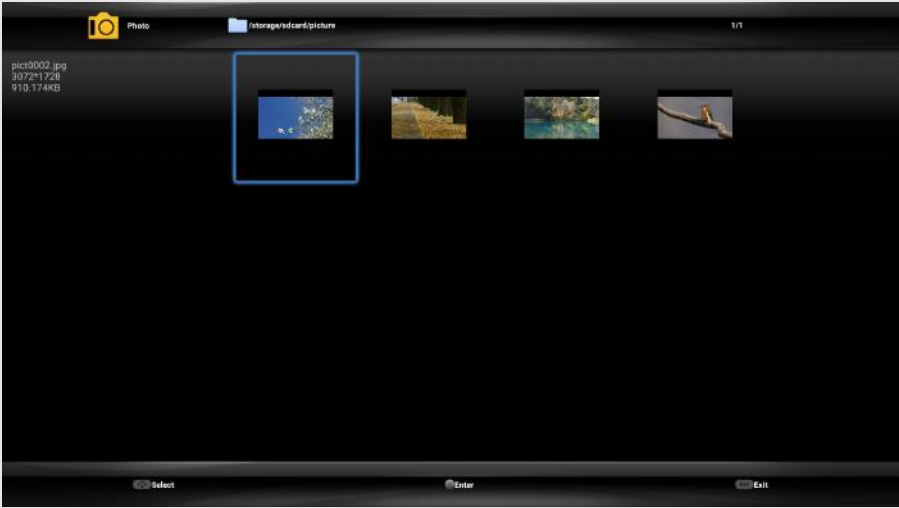 Photo
/storage/sdcard/picture
1/1
pict0002.jpg
3072*1728
910.174KB
Select
Enter
Exit